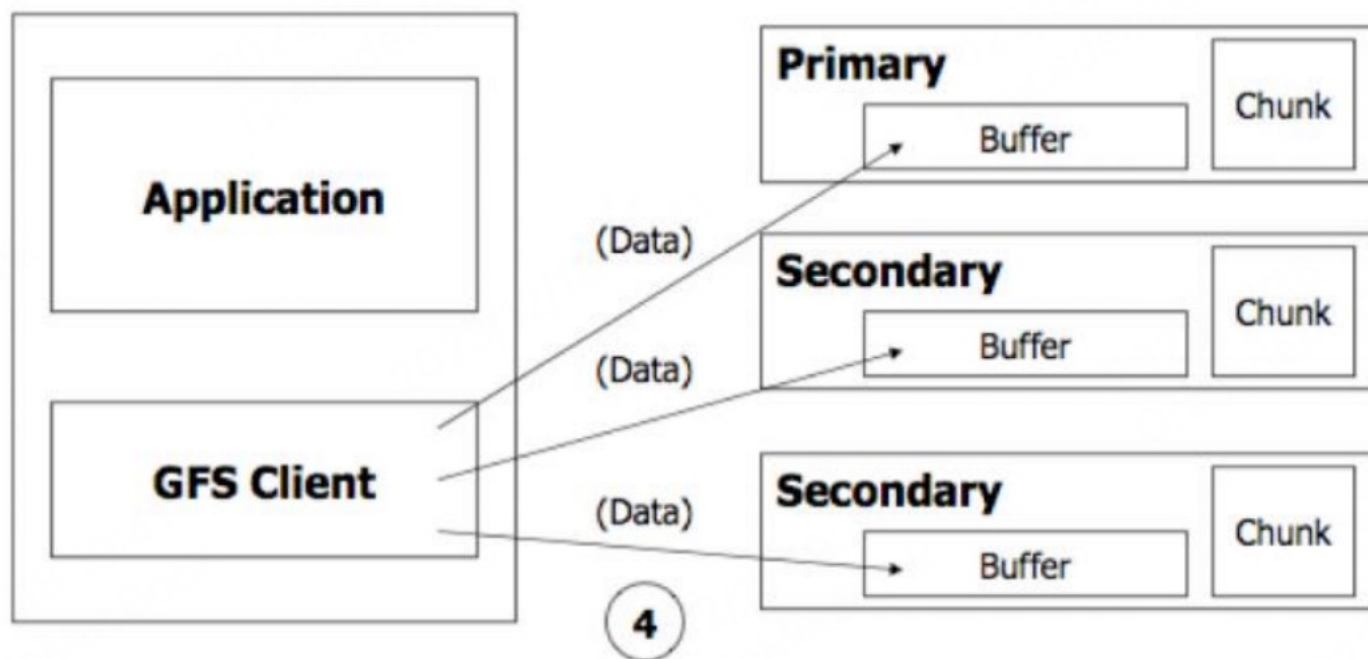 Application
GFS Client
(Data)
(Data)
(Data)
4
Primary
Buffer
Chunk
Secondary
Buffer
Chunk
Secondary
Buffer
Chunk